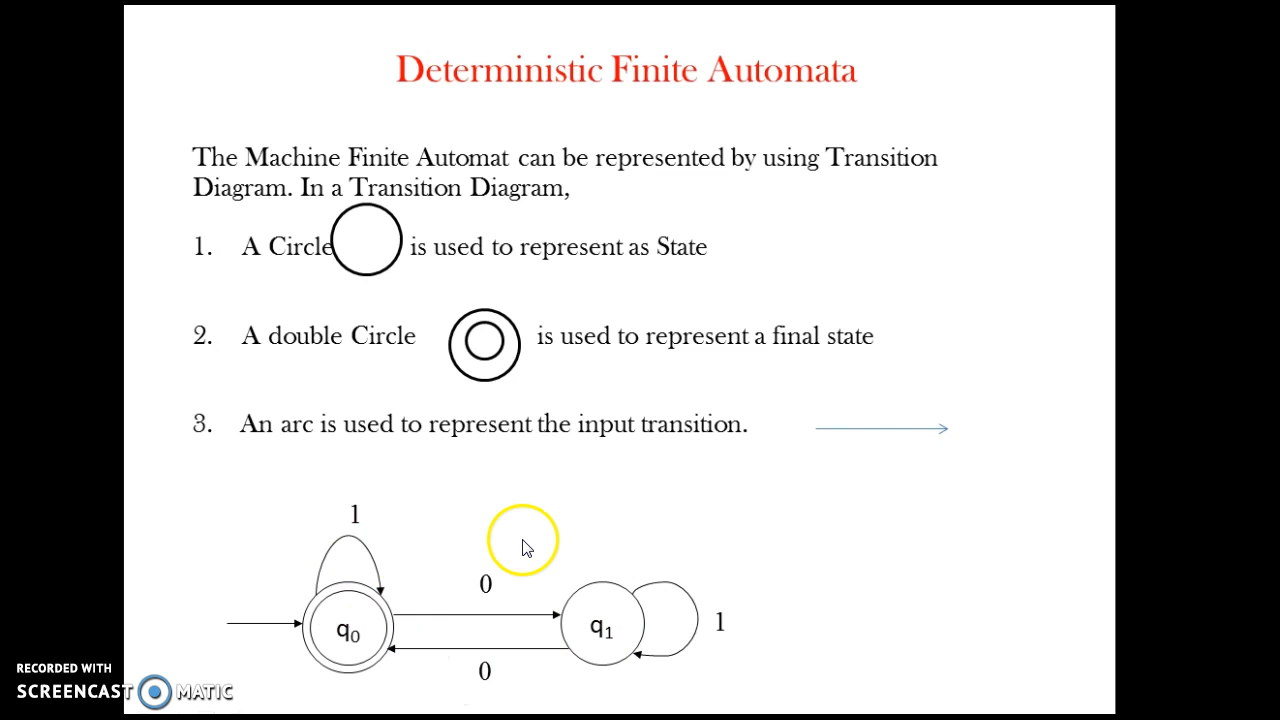 Deterministic Finite Automata
The Machine Finite Automat can be represented by using Transition
Diagram. In a Transition Diagram,
1. A Circle is used to represent as State
2. A double Circle is used to represent a final state
3. An arc is used to represent the input transition.
1
0
q₀
q₁
1
0
RECORDED WITH
SCREENCAST MATIC